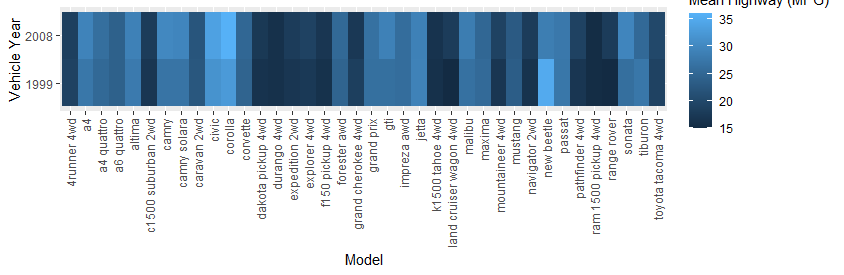 Mean Highway (MPG)
Vehicle Year
2008
1999
35
30
25
20
15
4runner 4wd
a4
a4 quattro
a6 quattro
altima
c1500 suburban 2wd
camry
camry solara
caravan 2wd
civic
corolla
corvette
dakota pickup 4wd
durango 4wd
expedition 2wd
explorer 4wd
f150 pickup 4wd
forester awd
grand cherokee 4wd
grand prix
gti
impreza awd
jetta
k1500 tahoe 4wd
land cruiser wagon 4wd
malibu
maxima
mountaineer 4wd
mustang
navigator 2wd
new beetle
passat
pathfinder 4wd
ram 1500 pickup 4wd
range rover
sonata
tiburon
toyota tacoma 4wd
Model